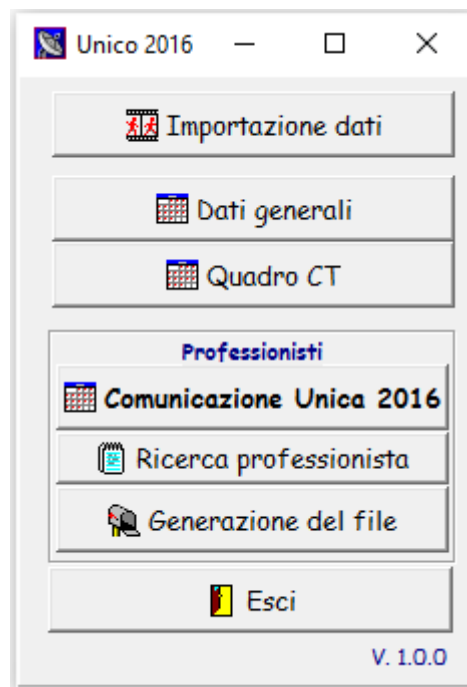 Unico 2016
Importazione dati
Dati generali
Quadro CT
Professionisti
Comunicazione Unica 2016
Ricerca professionista
Generazione del file
Esci
V. 1.0.0